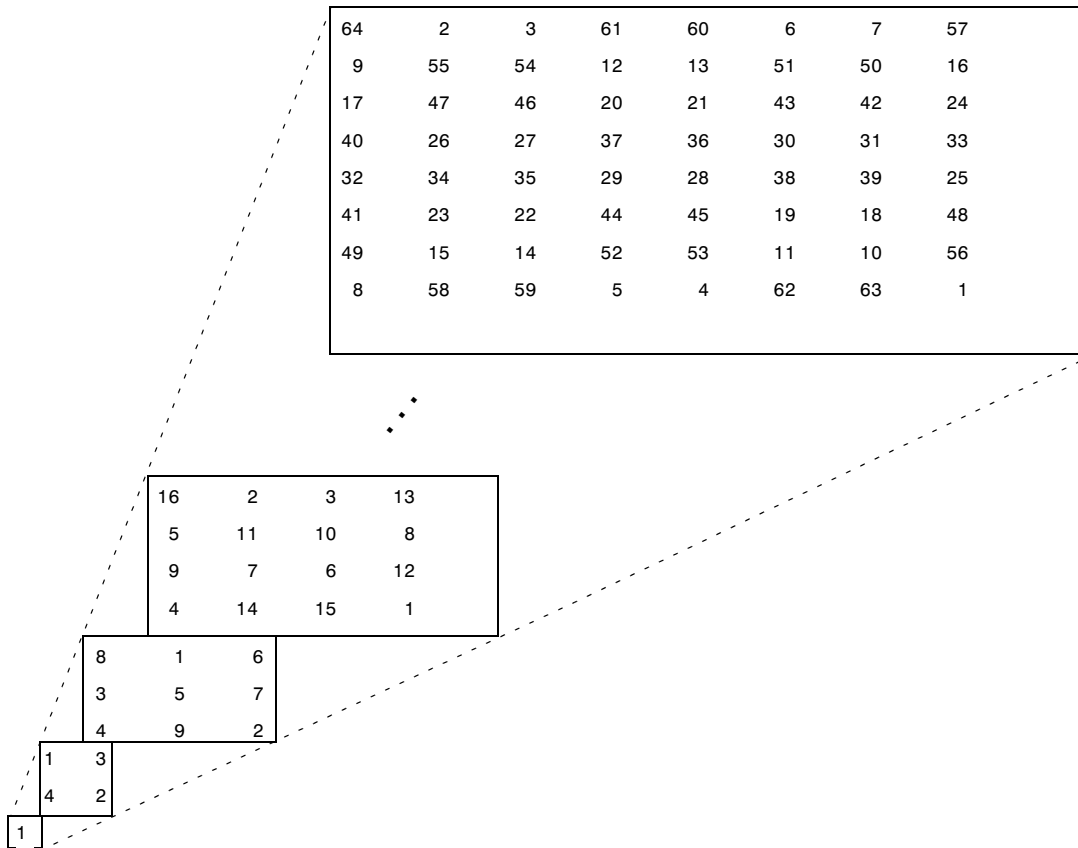 64 2 3 61 60 6 7 57
9 55 54 12 13 51 50 16
17 47 46 20 21 43 42 24
40 26 27 37 36 30 31 33
32 34 35 29 28 38 39 25
41 23 22 44 45 19 18 48
49 15 14 52 53 11 10 56
8 58 59 5 4 62 63 1
16 2 3 13
5 11 10 8
9 7 6 12
4 14 15 1
8 1 6
3 5 7
4 9 2
1 3
4 2
1